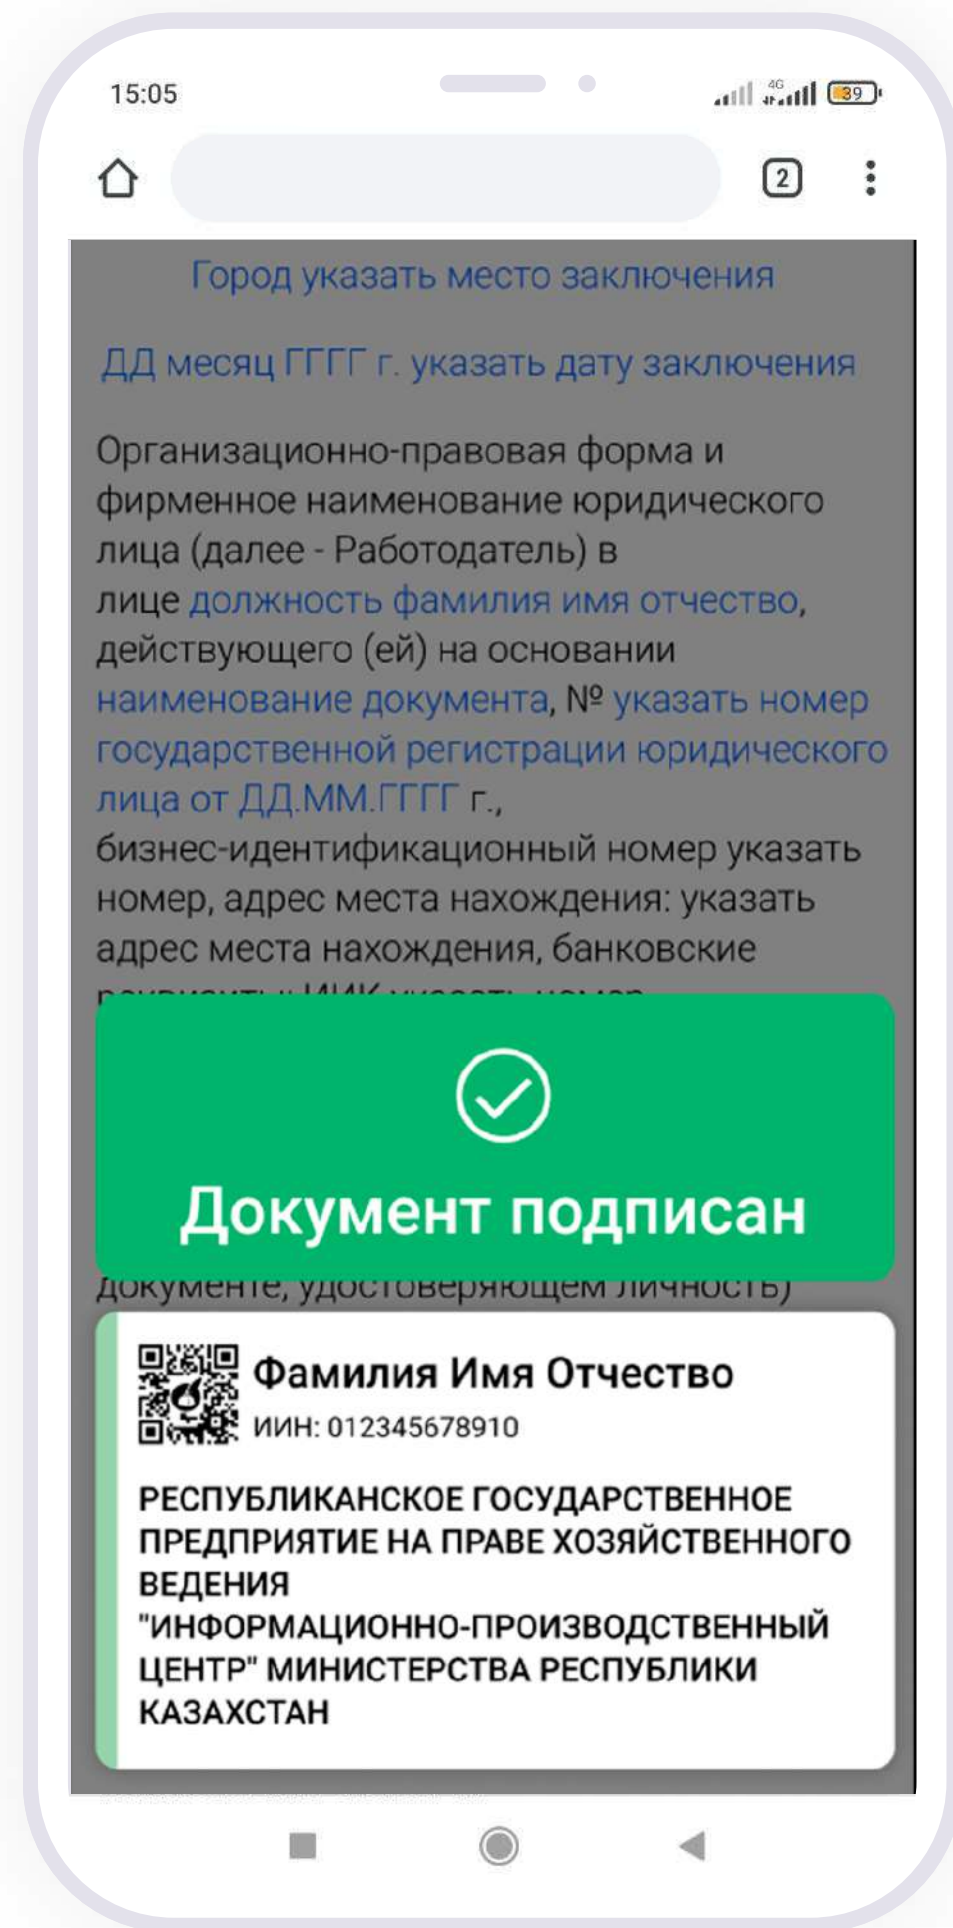 15:05
4G
39
2
Город указать место заключения
ДД месяц ГГГГ г. указать дату заключения
Организационно-правовая форма и
фирменное наименование юридического
лица (далее - Работодатель) в
лице должность фамилия имя отчество,
действующего (ей) на основании
наименование документа, № указать номер
государственной регистрации юридического
лица от ДД.ММ.ГГГГ г.,
бизнес-идентификационный номер указать
номер, адрес места нахождения: указать
адрес места нахождения, банковские
Документ подписан
документе, удостоверяющем личность)
Фамилия Имя Отчество
ИИН: 012345678910
РЕСПУБЛИКАНСКОЕ ГОСУДАРСТВЕННОЕ
ПРЕДПРИЯТИЕ НА ПРАВЕ ХОЗЯЙСТВЕННОГО
ВЕДЕНИЯ
"ИНФОРМАЦИОННО-ПРОИЗВОДСТВЕННЫЙ
ЦЕНТР" МИНИСТЕРСТВА РЕСПУБЛИКИ
КАЗАХСТАН